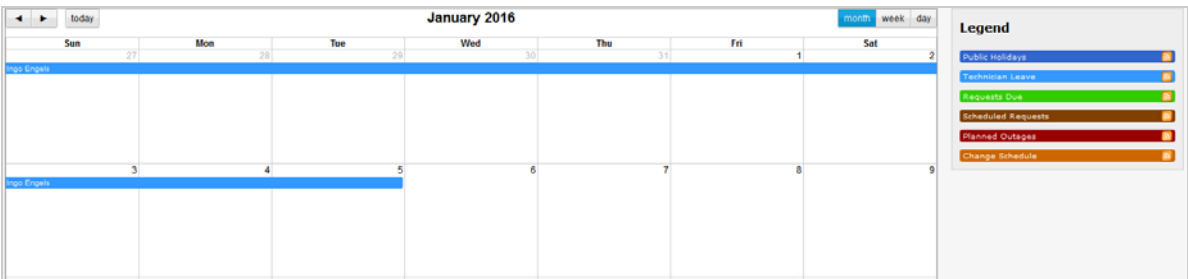 ◄ ► today January 2016 month week day
Sun Mon Tue Wed Thu Fri Sat
27 28 29 30 31 1 2
Ingo Engels
3 4 5 6 7 8 9
Ingo Engels
Legend
Public Holidays
Technician Leave
Requests Due
Scheduled Requests
Planned Outages
Change Schedule